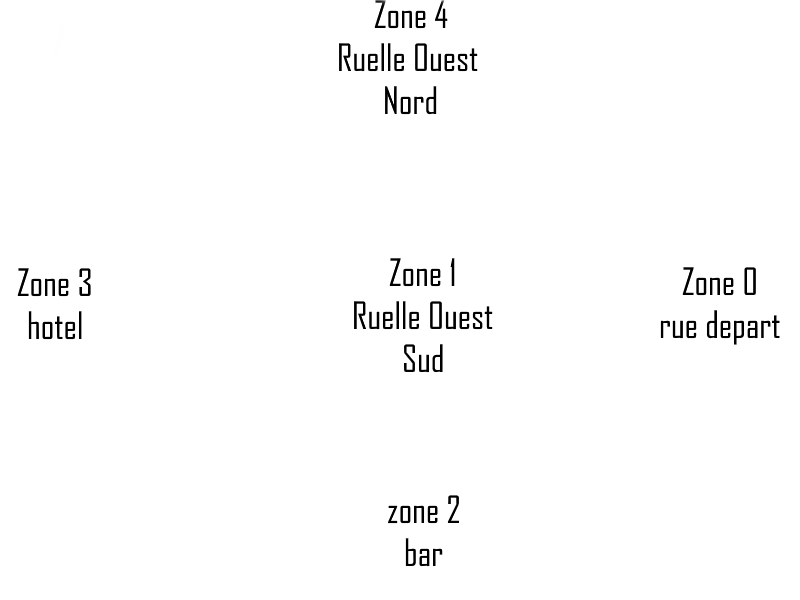 Zone 4
Ruelle Ouest
Nord
Zone 3
hotel
Zone 1
Ruelle Ouest
Sud
Zone 0
rue depart
zone 2
bar